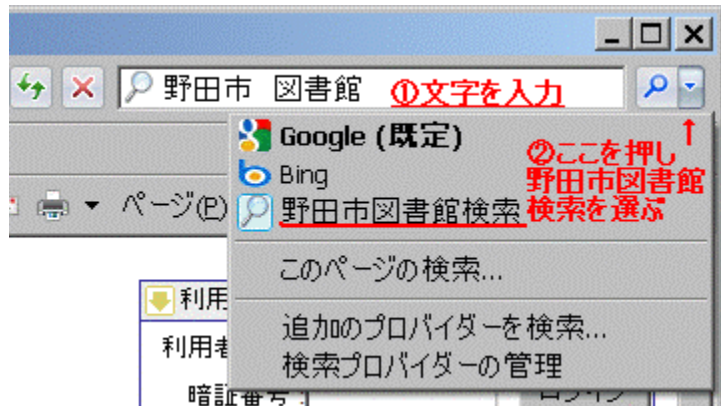 野田市 図書館 ①文字を入力
Google (既定)
Bing
野田市図書館検索
②ここを押し↑
野田市図書館
検索を選ぶ
ページ(P)
このページの検索...
追加のプロバイダーを検索...
検索プロバイダーの管理
利用
利用者
暗証番号:
ログイン